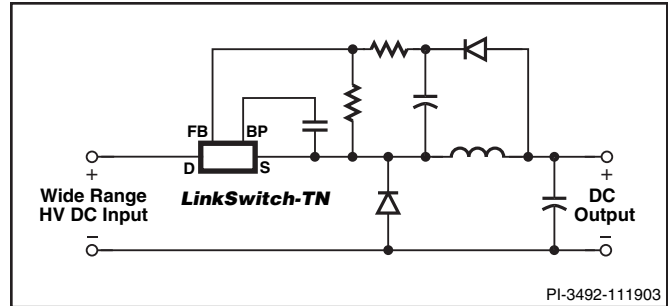 FB BP
D S
+ +
Wide Range
HV DC Input
LinkSwitch-TN
DC
Output
– –
PI-3492-111903